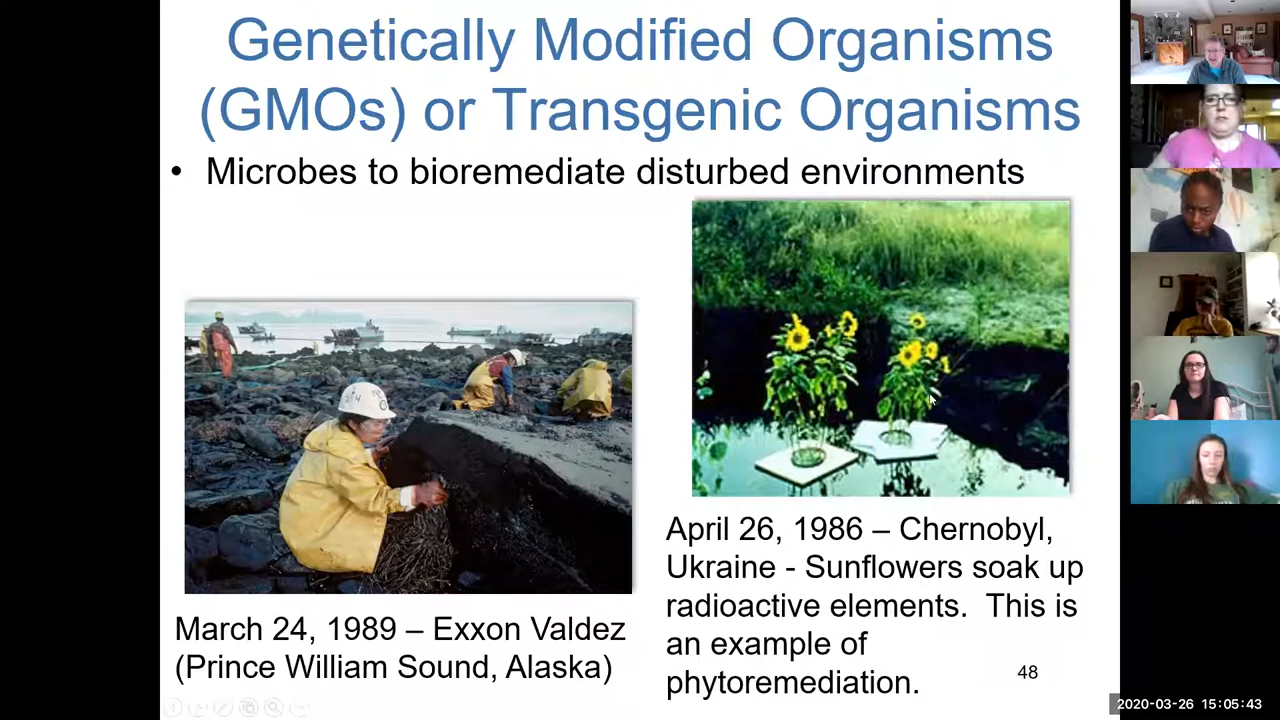 Genetically Modified Organisms
(GMOs) or Transgenic Organisms
• Microbes to bioremediate disturbed environments
March 24, 1989 – Exxon Valdez
(Prince William Sound, Alaska)
April 26, 1986 – Chernobyl,
Ukraine - Sunflowers soak up
radioactive elements.  This is
an example of
phytoremediation.
48
2020-03-26 15:05:43